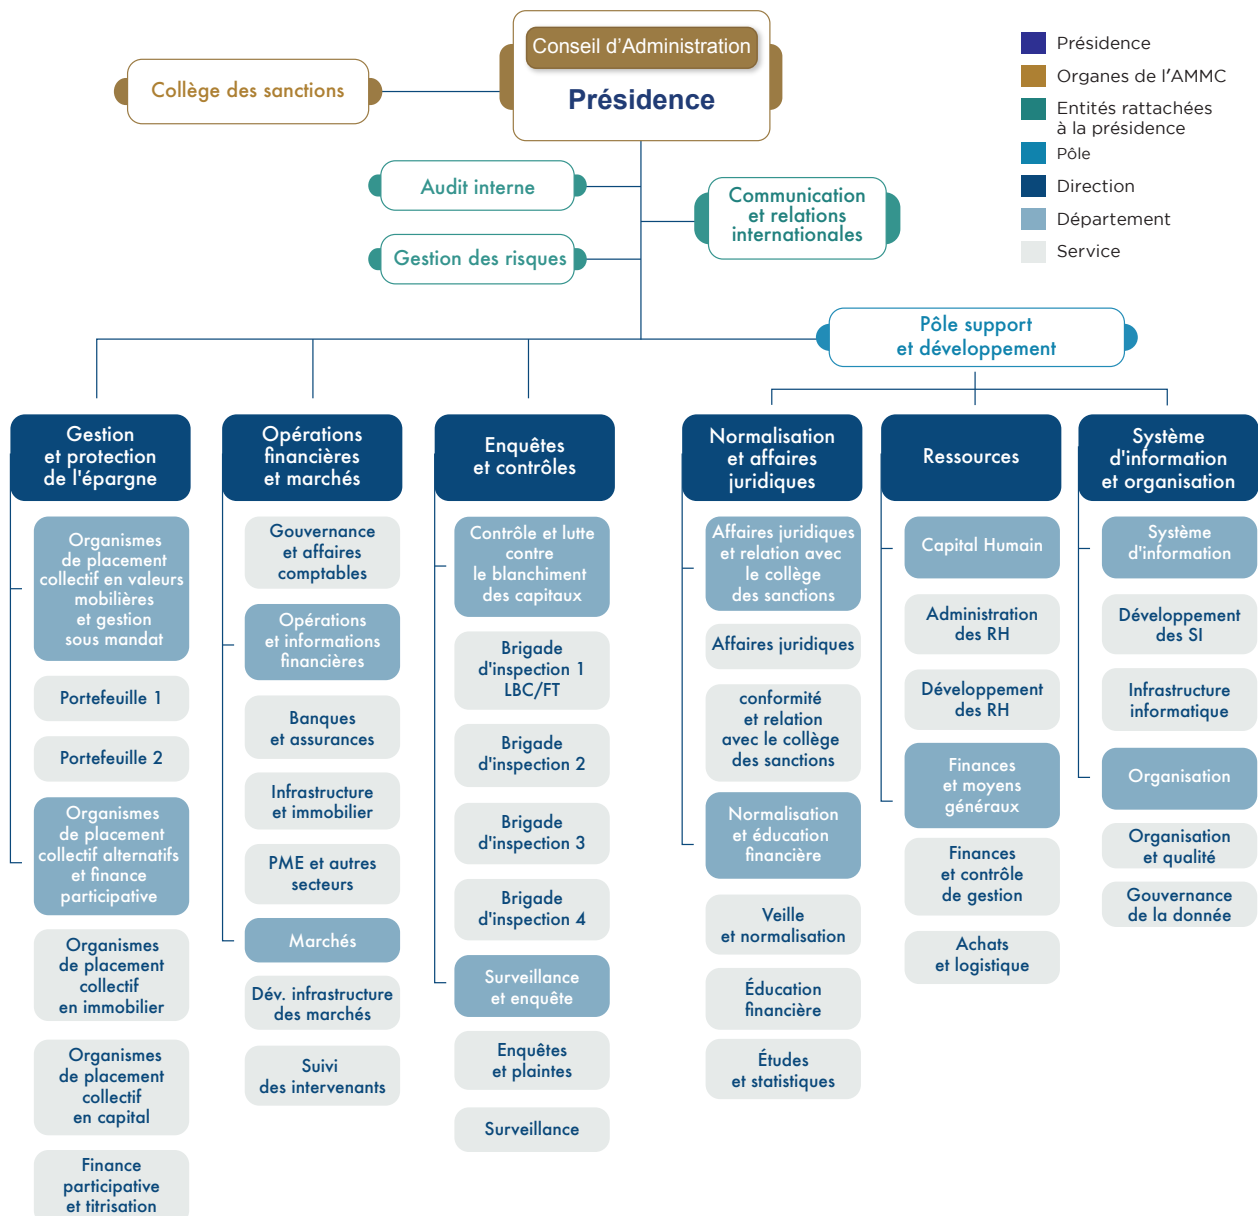 Conseil d'Administration
Présidence
Collège des sanctions
Audit interne
Gestion des risques
Communication
et relations
internationales
Présidence
Organes de l'AMMC
Entités rattachées
à la présidence
Pôle
Direction
Département
Service
Pôle support
et développement
Gestion
et protection
de l'épargne
Organismes
de placement
collectif en valeurs
mobilières
et gestion
sous mandat
Portefeuille 1
Portefeuille 2
Organismes
de placement
collectif alternatifs
et finance
participative
Organismes
de placement
collectif
en immobilier
Organismes
de placement
collectif
en capital
Finance
participative
et titrisation
Opérations
financières
et marchés
Gouvernance
et affaires
comptables
Opérations
et informations
financières
Banques
et assurances
Infrastructure
et immobilier
PME et autres
secteurs
Marchés
Dév. infrastructure
des marchés
Suivi
des intervenants
Enquêtes
et contrôles
Contrôle et lutte
contre
le blanchiment
des capitaux
Brigade
d'inspection 1
LBC/FT
Brigade
d'inspection 2
Brigade
d'inspection 3
Brigade
d'inspection 4
Surveillance
et enquête
Enquêtes
et plaintes
Surveillance
Normalisation
et affaires
juridiques
Affaires juridiques
et relation avec
le collège
des sanctions
Affaires juridiques
conformité
et relation
avec le collège
des sanctions
Normalisation
et éducation
financière
Veille
et normalisation
Éducation
financière
Études
et statistiques
Ressources
Capital Humain
Administration
des RH
Développement
des RH
Finances
et moyens
généraux
Finances
et contrôle
de gestion
Achats
et logistique
Système
d'information
et organisation
Système
d'information
Développement
des SI
Infrastructure
informatique
Organisation
Organisation
et qualité
Gouvernance
de la donnée